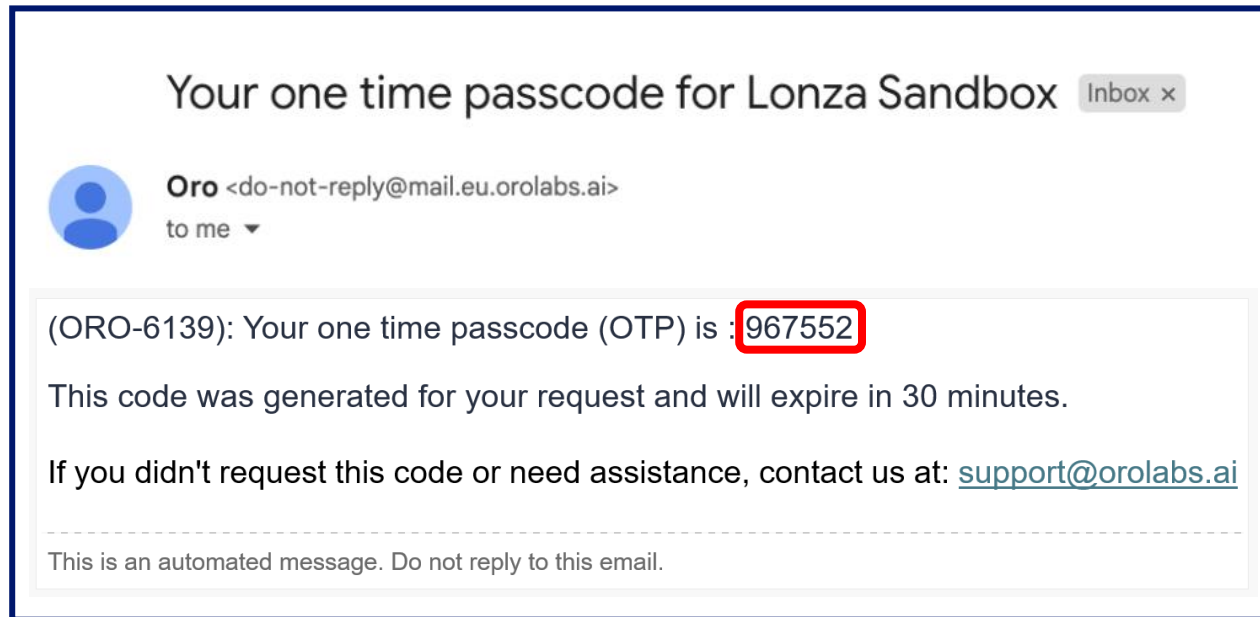 Your one time passcode for Lonza Sandbox Inbox ×
Oro <do-not-reply@mail.eu.orolabs.ai>
to me
(ORO-6139): Your one time passcode (OTP) is : 967552
This code was generated for your request and will expire in 30 minutes.
If you didn't request this code or need assistance, contact us at: support@orolabs.ai
This is an automated message. Do not reply to this email.